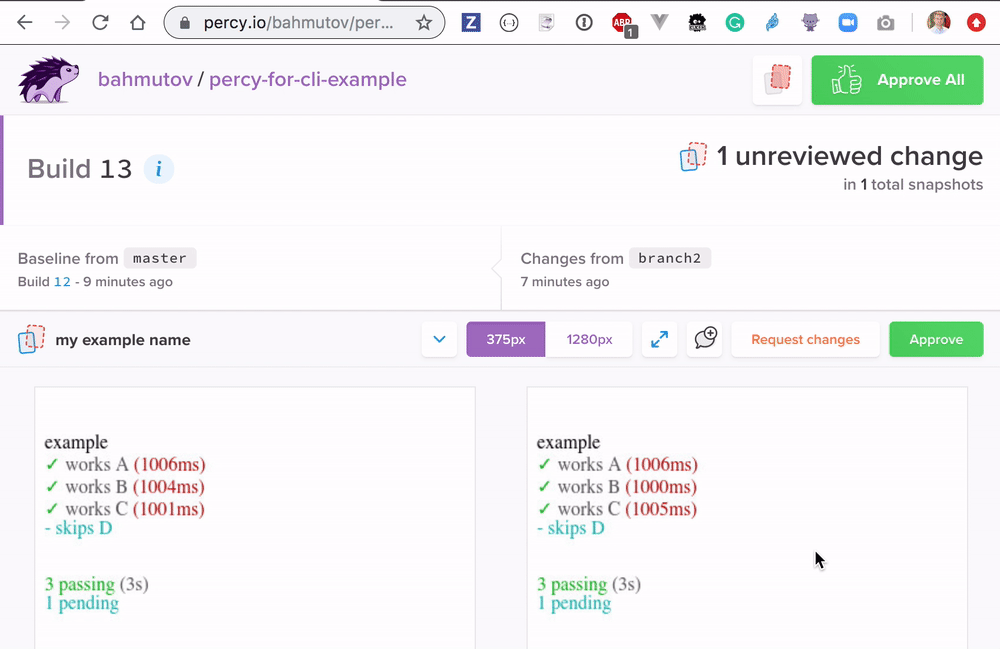 percy.io/bahmutov/per...
Z
ABP
1
G
bahmutov / percy-for-cli-example
Approve All
Build 13
i
1 unreviewed change
in 1 total snapshots
Baseline from master
Build 12 - 9 minutes ago
Changes from branch2
7 minutes ago
my example name
375px
1280px
Request changes
Approve
example
✓ works A (1006ms)
✓ works B (1004ms)
✓ works C (1001ms)
- skips D
3 passing (3s)
1 pending
example
✓ works A (1006ms)
✓ works B (1000ms)
✓ works C (1005ms)
- skips D
3 passing (3s)
1 pending